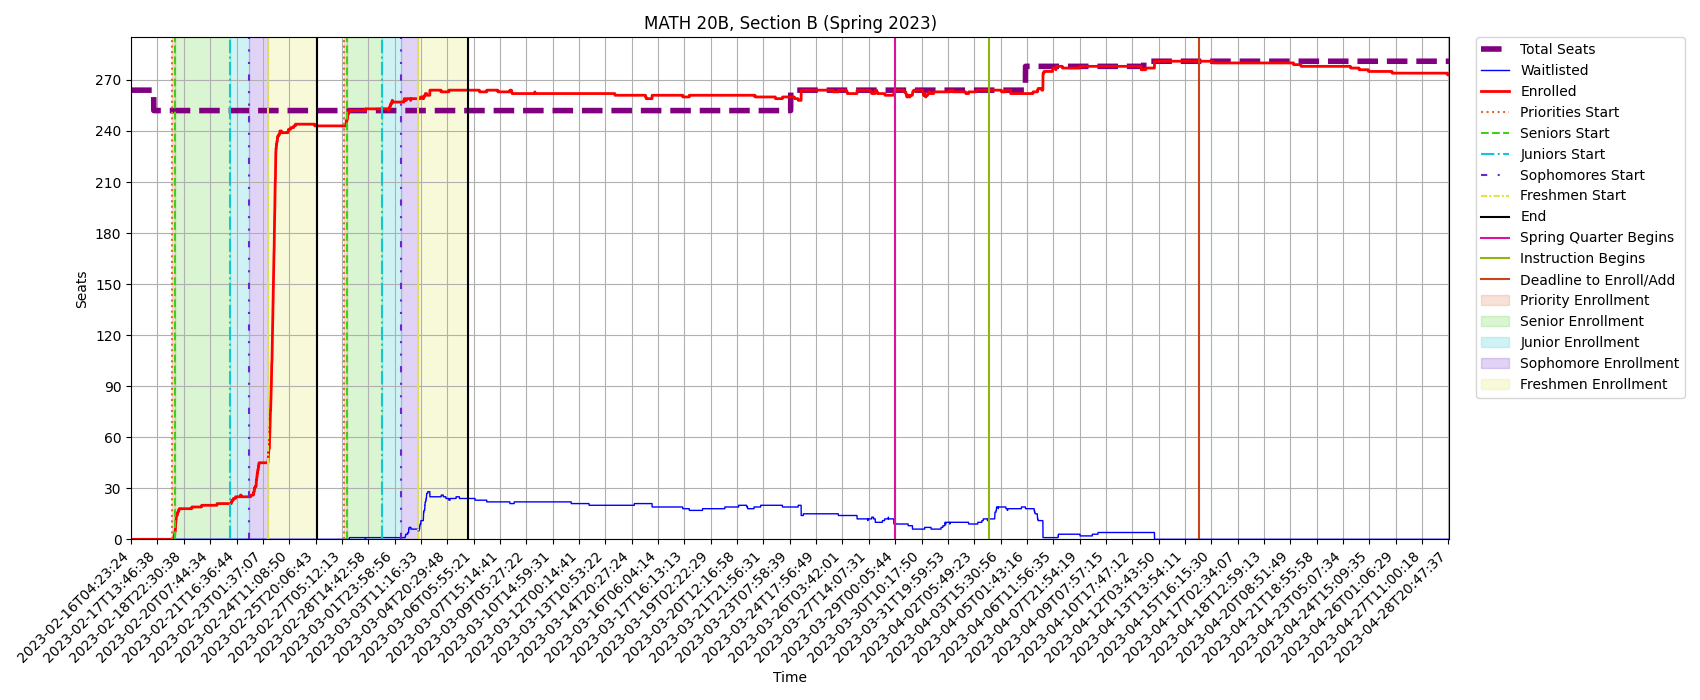 MATH 20B, Section B (Spring 2023)
Seats
270
240
210
180
150
120
90
60
30
0
2023-02-16T04:23:24
2023-02-17T13:46:38
2023-02-18T22:30:38
2023-02-20T07:44:34
2023-02-21T16:36:44
2023-02-23T01:37:07
2023-02-24T11:08:50
2023-02-25T20:06:43
2023-02-27T05:12:13
2023-02-28T14:42:58
2023-03-01T23:58:56
2023-03-03T11:16:33
2023-03-04T20:29:48
2023-03-06T05:55:21
2023-03-07T15:14:41
2023-03-09T05:27:22
2023-03-10T14:59:31
2023-03-12T00:14:41
2023-03-13T10:53:22
2023-03-14T20:27:24
2023-03-16T06:04:14
2023-03-17T16:13:13
2023-03-19T02:22:29
2023-03-20T12:16:58
2023-03-21T21:56:31
2023-03-23T07:58:39
2023-03-24T17:56:49
2023-03-26T03:42:01
2023-03-27T14:07:31
2023-03-29T00:05:44
2023-03-30T10:17:50
2023-03-31T19:59:53
2023-04-02T05:49:23
2023-04-03T15:30:56
2023-04-05T01:43:16
2023-04-06T11:56:35
2023-04-07T21:54:19
2023-04-09T07:57:15
2023-04-10T17:47:12
2023-04-12T03:43:50
2023-04-13T13:54:11
2023-04-15T16:15:30
2023-04-17T02:34:07
2023-04-18T12:59:13
2023-04-20T08:51:49
2023-04-21T18:55:58
2023-04-23T05:07:34
2023-04-24T15:09:35
2023-04-26T01:06:29
2023-04-27T11:00:18
2023-04-28T20:47:37
Time
Total Seats
Waitlisted
Enrolled
Priorities Start
Seniors Start
Juniors Start
Sophomores Start
Freshmen Start
End
Spring Quarter Begins
Instruction Begins
Deadline to Enroll/Add
Priority Enrollment
Senior Enrollment
Junior Enrollment
Sophomore Enrollment
Freshmen Enrollment